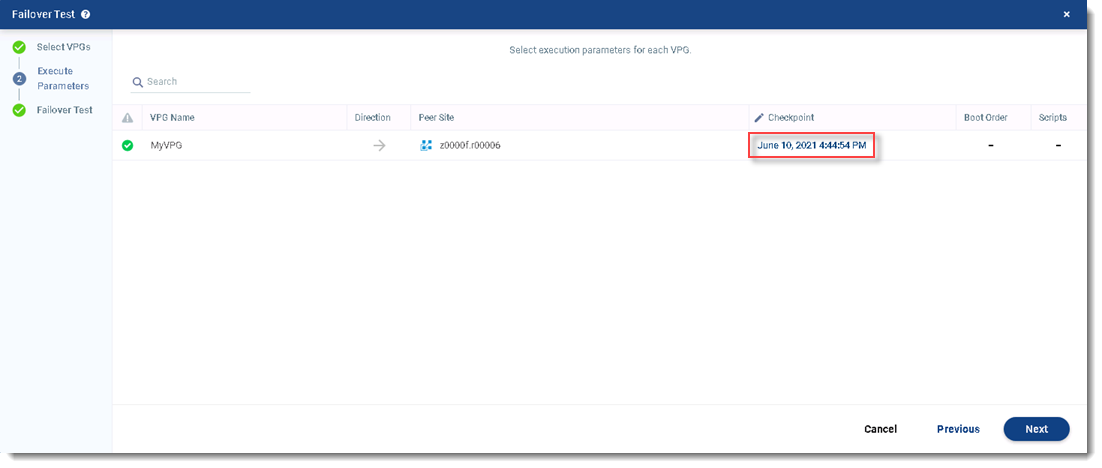 Failover Test ?
×
Select VPGs
2 Execute
Parameters
Failover Test
Select execution parameters for each VPG.
Search
VPG Name Direction Peer Site Checkpoint Boot Order Scripts
MyVPG z0000f.r00006 June 10, 2021 4:44:54 PM – –
Cancel Previous Next